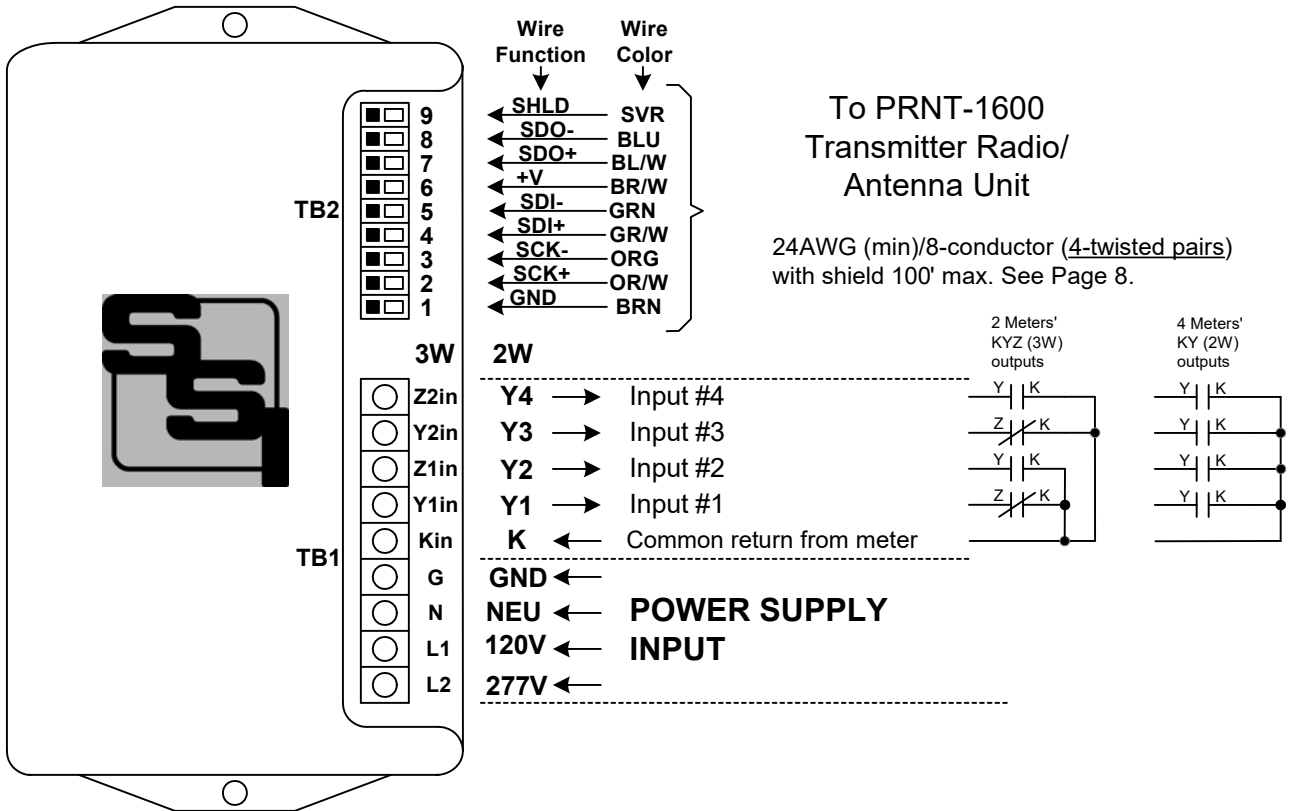 Wire Function
Wire Color
9 SHLD SVR
8 SDO- BLU
7 SDO+ BL/W
6 +V BR/W
TB2
5 SDI- GRN
4 SDI+ GR/W
3 SCK- ORG
2 SCK+ OR/W
1 GND BRN
To PRNT-1600
Transmitter Radio/
Antenna Unit
24AWG (min)/8-conductor (4-twisted pairs)
with shield 100' max. See Page 8.
SSI
3W 2W
Z2in Y4 Input #4
Y2in Y3 Input #3
Z1in Y2 Input #2
Y1in Y1 Input #1
Kin K Common return from meter
TB1
G GND
N NEU
L1 120V
L2 277V
POWER SUPPLY
INPUT
2 Meters'
KYZ (3W)
outputs
Y K
Z K
Y K
Z K
4 Meters'
KY (2W)
outputs
Y K
Y K
Y K
Y K